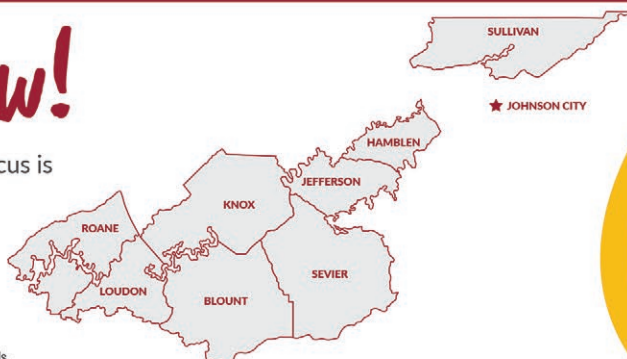 w!
cus is
SULLIVAN
★ JOHNSON CITY
HAMBLEN
JEFFERSON
KNOX
ROANE
SEVIER
LOUDON
BLOUNT